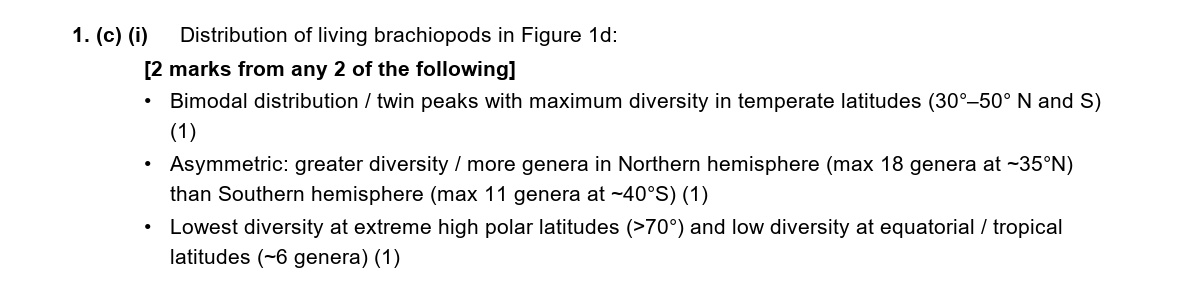 1. (c) (i) Distribution of living brachiopods in Figure 1d:
[2 marks from any 2 of the following]
• Bimodal distribution / twin peaks with maximum diversity in temperate latitudes (30°–50° N and S)
(1)
• Asymmetric: greater diversity / more genera in Northern hemisphere (max 18 genera at ~35°N)
than Southern hemisphere (max 11 genera at ~40°S) (1)
• Lowest diversity at extreme high polar latitudes (>70°) and low diversity at equatorial / tropical
latitudes (~6 genera) (1)